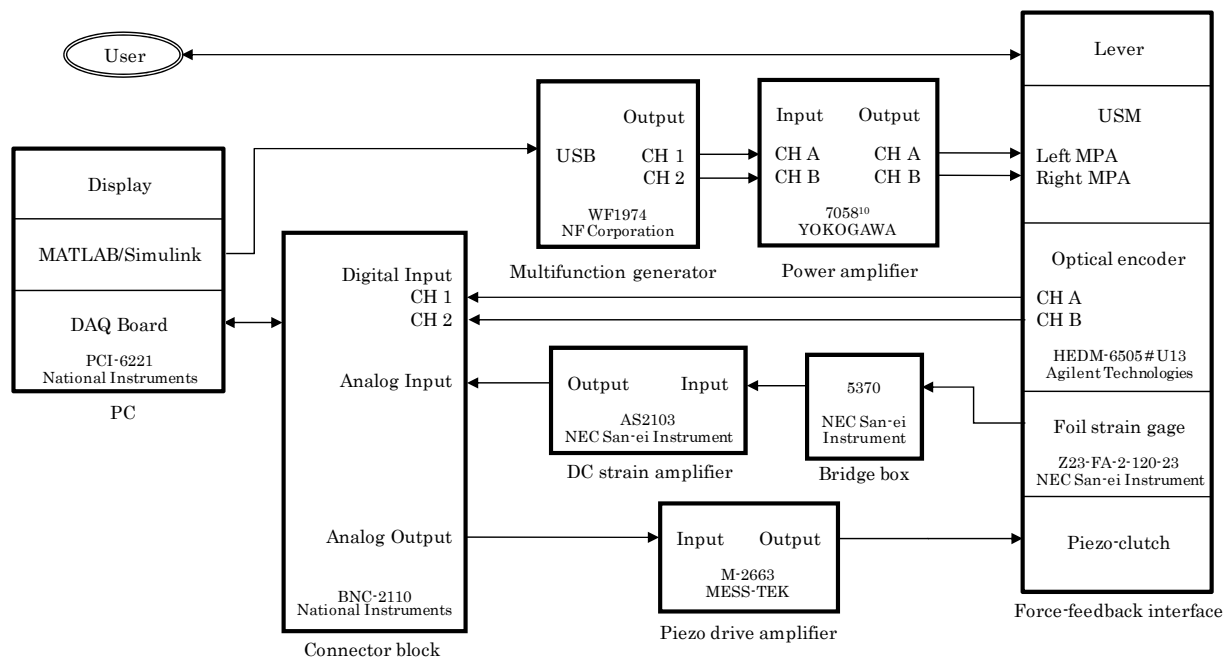 User
Display
MATLAB/Simulink
DAQ Board
PCI-6221
National Instruments
PC
Digital Input
CH 1
CH 2
Analog Input
Analog Output
BNC-2110
National Instruments
Connector block
Output
USB
CH 1
CH 2
WF1974
NF Corporation
Multifunction generator
Input Output
CH A CH A
CH B CH B
7058¹⁰
YOKOGAWA
Power amplifier
Output Input
AS2103
NEC San-ei Instrument
DC strain amplifier
5370
NEC San-ei
Instrument
Bridge box
Input Output
M-2663
MESS-TEK
Piezo drive amplifier
Lever
USM
Left MPA
Right MPA
Optical encoder
CH A
CH B
HEDM-6505#U13
Agilent Technologies
Foil strain gage
Z23-FA-2-120-23
NEC San-ei Instrument
Piezo-clutch
Force-feedback interface